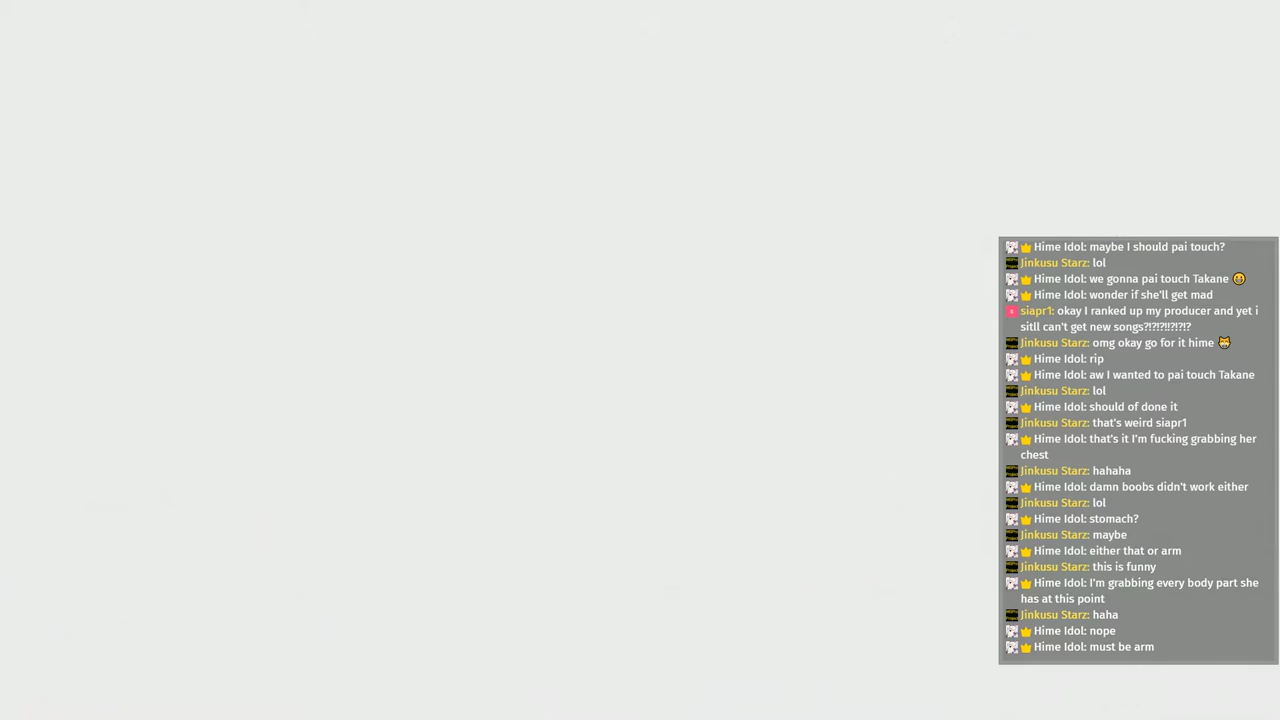 Hime Idol: maybe I should pai touch?
Jinkusu Starz: lol
Hime Idol: we gonna pai touch Takane
Hime Idol: wonder if she'll get mad
siapr1: okay I ranked up my producer and yet i
sitll can't get new songs?!?!?!!?!?!?
Jinkusu Starz: omg okay go for it hime
Hime Idol: rip
Hime Idol: aw I wanted to pai touch Takane
Jinkusu Starz: lol
Hime Idol: should of done it
Jinkusu Starz: that's weird siapr1
Hime Idol: that's it I'm fucking grabbing her
chest
Jinkusu Starz: hahaha
Hime Idol: damn boobs didn't work either
Jinkusu Starz: lol
Hime Idol: stomach?
Jinkusu Starz: maybe
Hime Idol: either that or arm
Jinkusu Starz: this is funny
Hime Idol: I'm grabbing every body part she
has at this point
Jinkusu Starz: haha
Hime Idol: nope
Hime Idol: must be arm